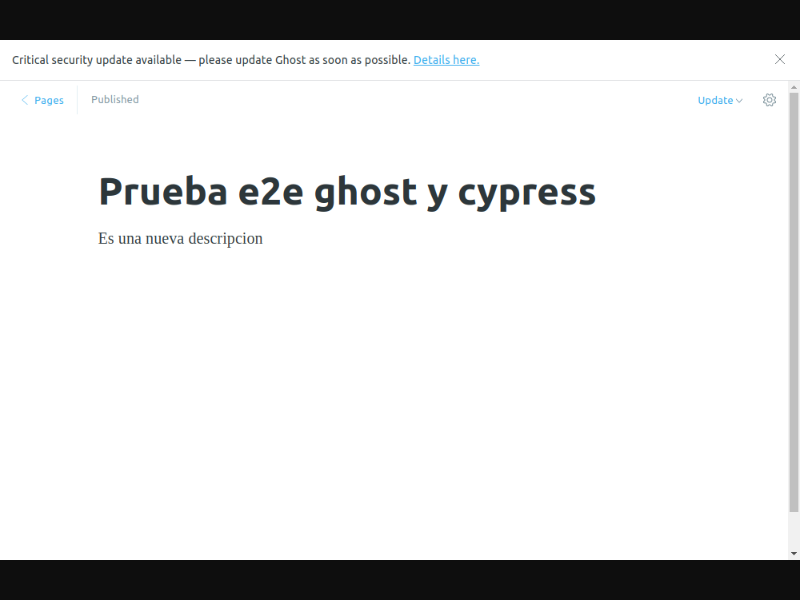 Critical security update available — please update Ghost as soon as possible. Details here.
Pages Published Update
Prueba e2e ghost y cypress
Es una nueva descripcion